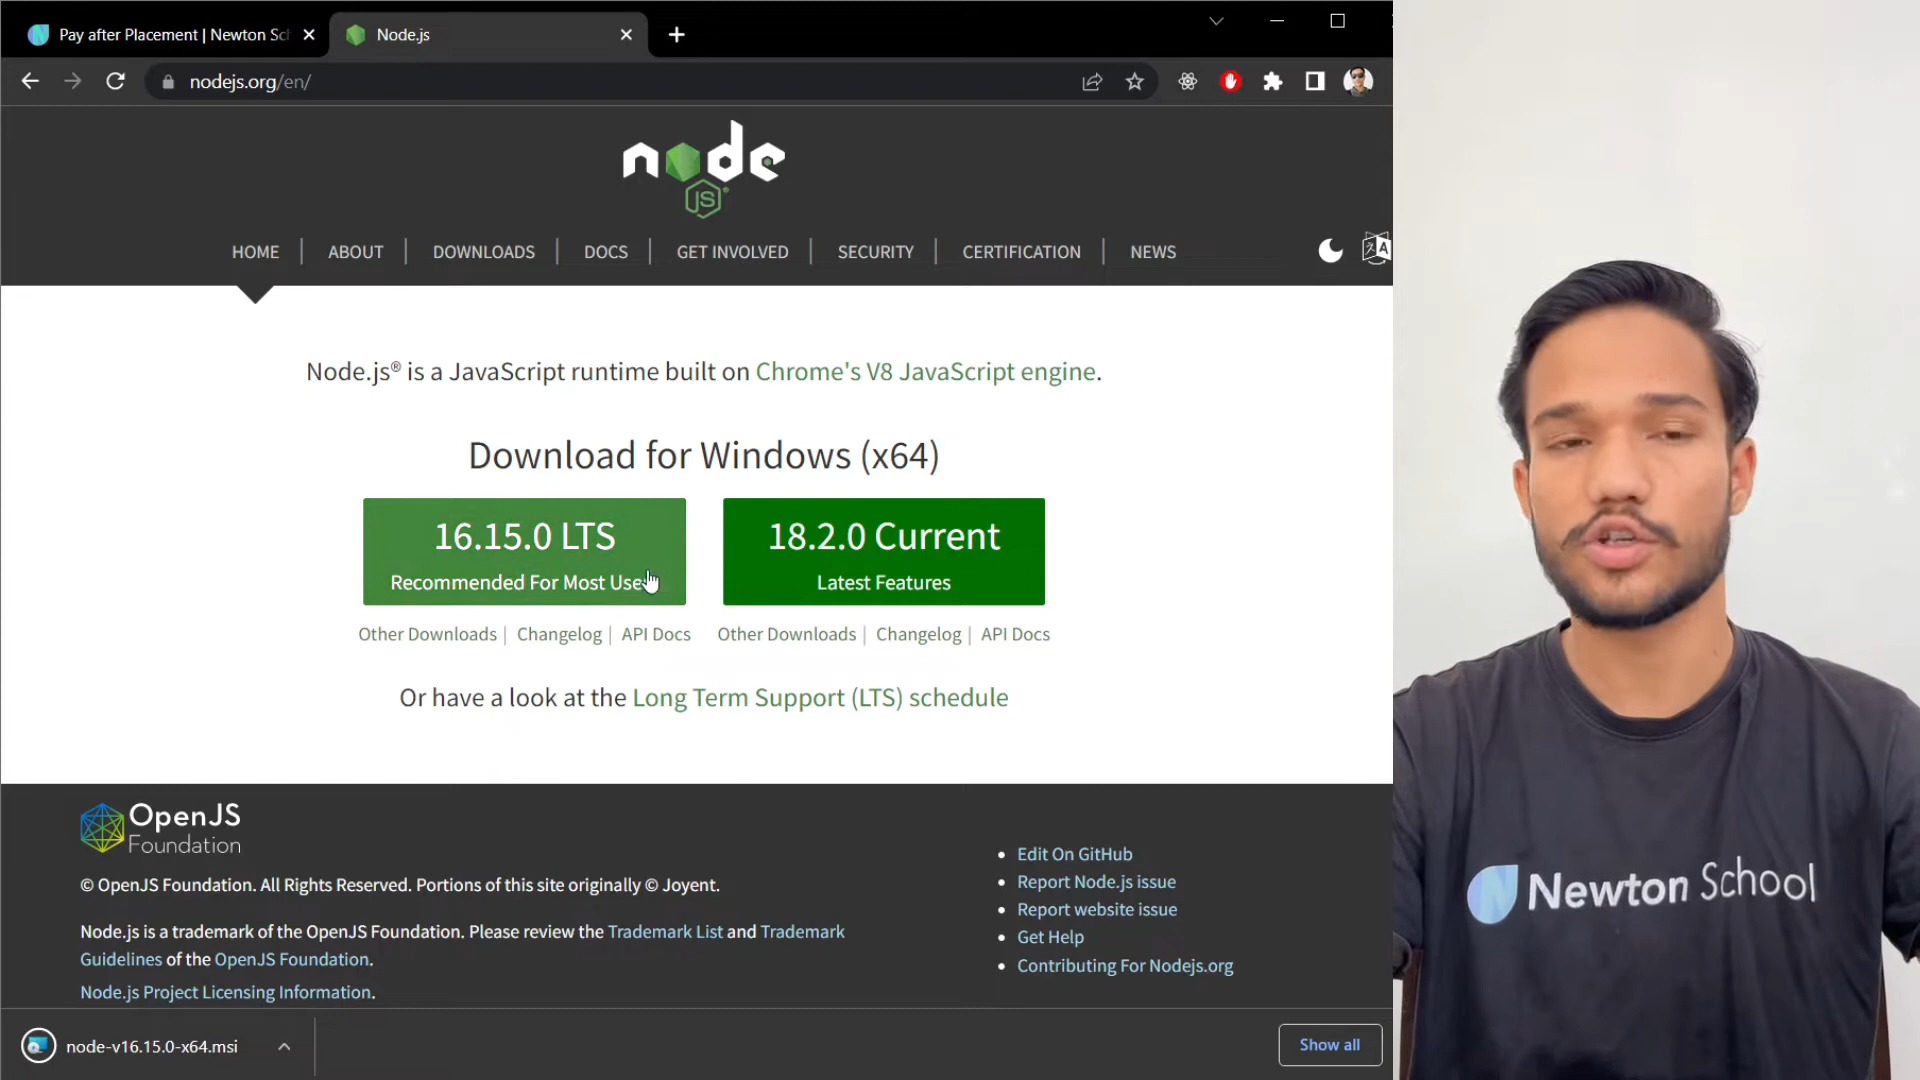 Pay after Placement | Newton Sc
Node.js
nodejs.org/en/
node
JS
HOME | ABOUT | DOWNLOADS | DOCS | GET INVOLVED | SECURITY | CERTIFICATION | NEWS
Node.js® is a JavaScript runtime built on Chrome's V8 JavaScript engine.
Download for Windows (x64)
16.15.0 LTS
Recommended For Most Use
18.2.0 Current
Latest Features
Other Downloads | Changelog | API Docs
Other Downloads | Changelog | API Docs
Or have a look at the Long Term Support (LTS) schedule
OpenJS
Foundation
© OpenJS Foundation. All Rights Reserved. Portions of this site originally © Joyent.
Node.js is a trademark of the OpenJS Foundation. Please review the Trademark List and Trademark
Guidelines of the OpenJS Foundation.
Node.js Project Licensing Information.
Edit On GitHub
Report Node.js issue
Report website issue
Get Help
Contributing For Nodejs.org
node-v16.15.0-x64.msi
Show all
Newton School